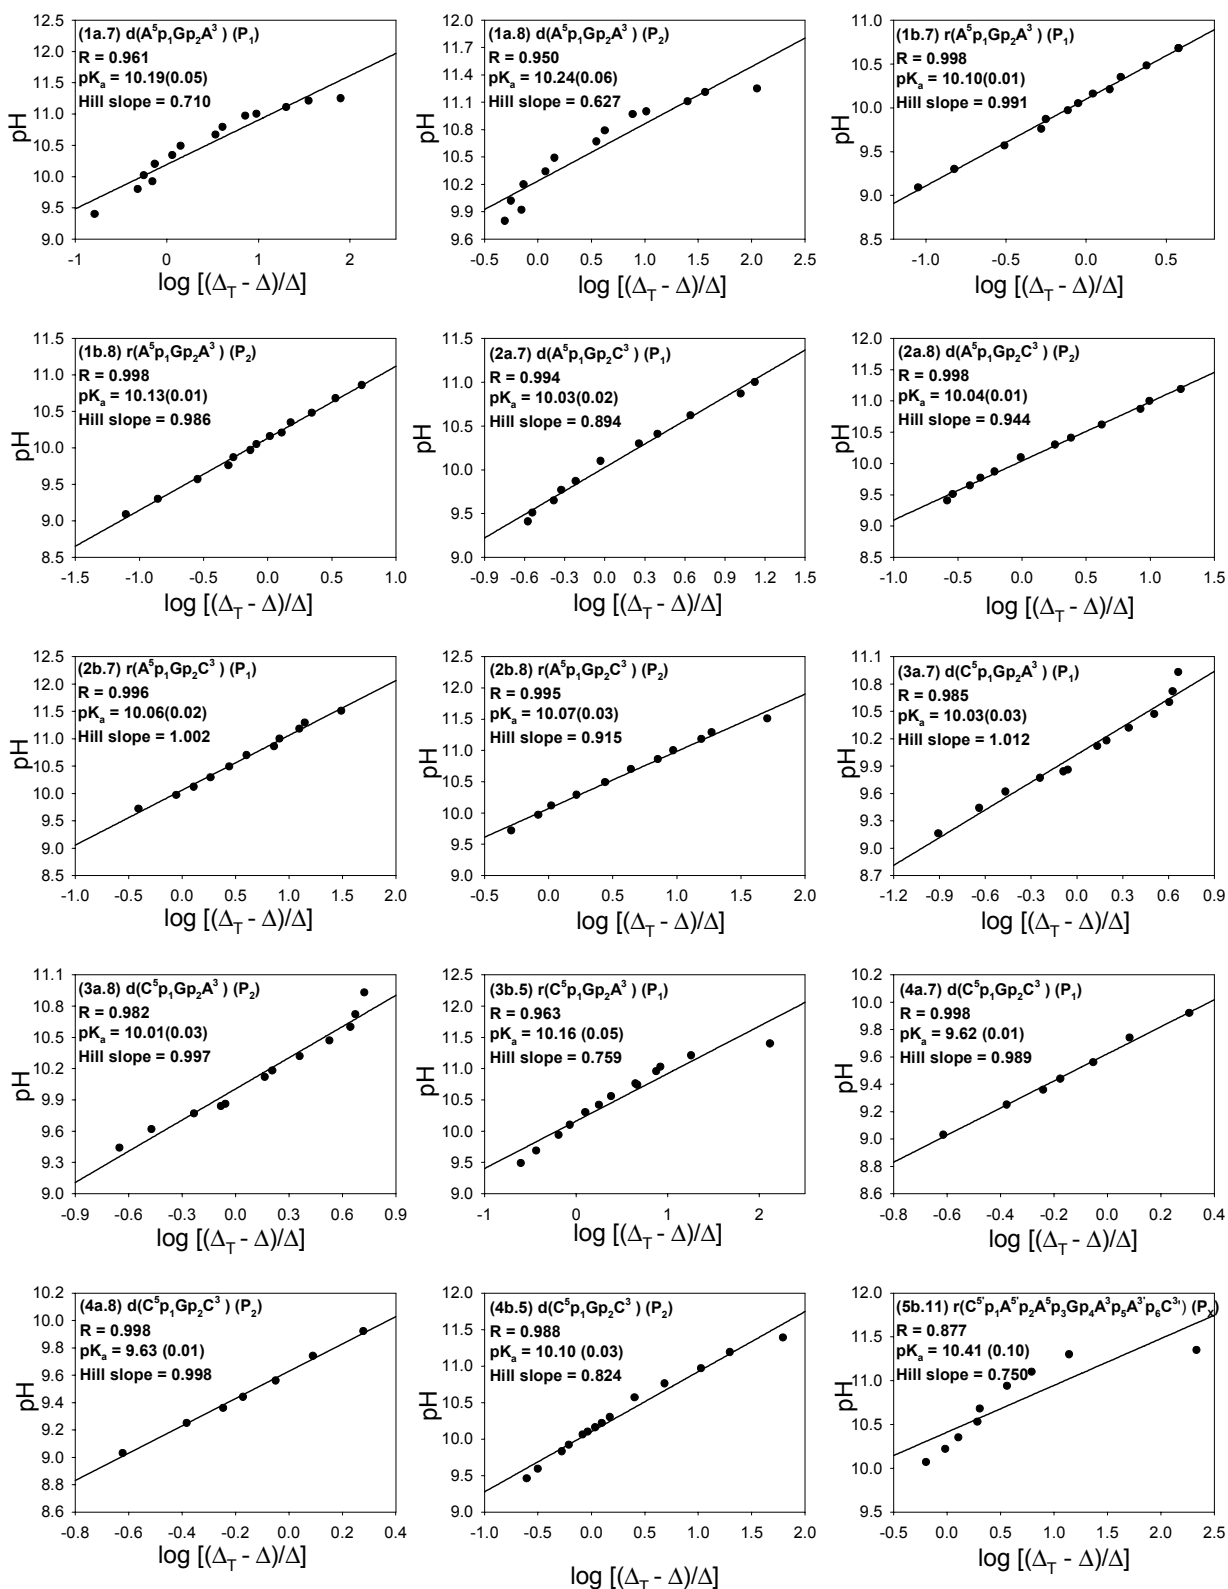 (1a.7) d(A⁵p₁Gp₂A³ ) (P₁)
R = 0.961
pKₐ = 10.19(0.05)
Hill slope = 0.710
pH
12.5
12.0
11.5
11.0
10.5
10.0
9.5
9.0
-1 0 1 2
log [(Δ_T - Δ)/Δ]
(1a.8) d(A⁵p₁Gp₂A³ ) (P₂)
R = 0.950
pKₐ = 10.24(0.06)
Hill slope = 0.627
pH
12.0
11.7
11.4
11.1
10.8
10.5
10.2
9.9
9.6
-0.5 0.0 0.5 1.0 1.5 2.0 2.5
log [(Δ_T - Δ)/Δ]
(1b.7) r(A⁵p₁Gp₂A³ ) (P₁)
R = 0.998
pKₐ = 10.10(0.01)
Hill slope = 0.991
pH
11.0
10.5
10.0
9.5
9.0
8.5
-1.0 -0.5 0.0 0.5
log [(Δ_T - Δ)/Δ]
(1b.8) r(A⁵p₁Gp₂A³ ) (P₂)
R = 0.998
pKₐ = 10.13(0.01)
Hill slope = 0.986
pH
12.0
11.5
11.0
10.5
10.0
9.5
9.0
8.5
-1.5 -1.0 -0.5 0.0 0.5 1.0
log [(Δ_T - Δ)/Δ]
(2a.7) d(A⁵p₁Gp₂C³ ) (P₁)
R = 0.994
pKₐ = 10.03(0.02)
Hill slope = 0.894
pH
11.5
11.0
10.5
10.0
9.5
9.0
-0.9 -0.6 -0.3 0.0 0.3 0.6 0.9 1.2 1.5
log [(Δ_T - Δ)/Δ]
(2a.8) d(A⁵p₁Gp₂C³ ) (P₂)
R = 0.998
pKₐ = 10.04(0.01)
Hill slope = 0.944
pH
12.0
11.5
11.0
10.5
10.0
9.5
9.0
8.5
-1.0 -0.5 0.0 0.5 1.0 1.5
log [(Δ_T - Δ)/Δ]
(2b.7) r(A⁵p₁Gp₂C³ ) (P₁)
R = 0.996
pKₐ = 10.06(0.02)
Hill slope = 1.002
pH
12.5
12.0
11.5
11.0
10.5
10.0
9.5
9.0
8.5
-1.0 -0.5 0.0 0.5 1.0 1.5 2.0
log [(Δ_T - Δ)/Δ]
(2b.8) r(A⁵p₁Gp₂C³ ) (P₂)
R = 0.995
pKₐ = 10.07(0.03)
Hill slope = 0.915
pH
12.5
12.0
11.5
11.0
10.5
10.0
9.5
9.0
-0.5 0.0 0.5 1.0 1.5 2.0
log [(Δ_T - Δ)/Δ]
(3a.7) d(C⁵p₁Gp₂A³ ) (P₁)
R = 0.985
pKₐ = 10.03(0.03)
Hill slope = 1.012
pH
11.1
10.8
10.5
10.2
9.9
9.6
9.3
9.0
8.7
-1.2 -0.9 -0.6 -0.3 0.0 0.3 0.6 0.9
log [(Δ_T - Δ)/Δ]
(3a.8) d(C⁵p₁Gp₂A³ ) (P₂)
R = 0.982
pKₐ = 10.01(0.03)
Hill slope = 0.997
pH
11.1
10.8
10.5
10.2
9.9
9.6
9.3
9.0
-0.9 -0.6 -0.3 0.0 0.3 0.6 0.9
log [(Δ_T - Δ)/Δ]
(3b.5) r(C⁵p₁Gp₂A³ ) (P₁)
R = 0.963
pKₐ = 10.16 (0.05)
Hill slope = 0.759
pH
12.5
12.0
11.5
11.0
10.5
10.0
9.5
9.0
-1 0 1 2
log [(Δ_T - Δ)/Δ]
(4a.7) d(C⁵p₁Gp₂C³ ) (P₁)
R = 0.998
pKₐ = 9.62 (0.01)
Hill slope = 0.989
pH
10.2
10.0
9.8
9.6
9.4
9.2
9.0
8.8
8.6
-0.8 -0.6 -0.4 -0.2 0.0 0.2 0.4
log [(Δ_T - Δ)/Δ]
(4a.8) d(C⁵p₁Gp₂C³ ) (P₂)
R = 0.998
pKₐ = 9.63 (0.01)
Hill slope = 0.998
pH
10.2
10.0
9.8
9.6
9.4
9.2
9.0
8.8
8.6
-0.8 -0.6 -0.4 -0.2 0.0 0.2 0.4
log [(Δ_T - Δ)/Δ]
(4b.5) d(C⁵p₁Gp₂C³ ) (P₂)
R = 0.988
pKₐ = 10.10 (0.03)
Hill slope = 0.824
pH
12.0
11.5
11.0
10.5
10.0
9.5
9.0
-1.0 -0.5 0.0 0.5 1.0 1.5 2.0
log [(Δ_T - Δ)/Δ]
(5b.11) r(C⁵'p₁A⁵'p₂A⁵p₃Gp₄A³p₅A³'p₆C³'') (Pₓ)
R = 0.877
pKₐ = 10.41 (0.10)
Hill slope = 0.750
pH
12.0
11.5
11.0
10.5
10.0
9.5
-0.5 0.0 0.5 1.0 1.5 2.0 2.5
log [(Δ_T - Δ)/Δ]